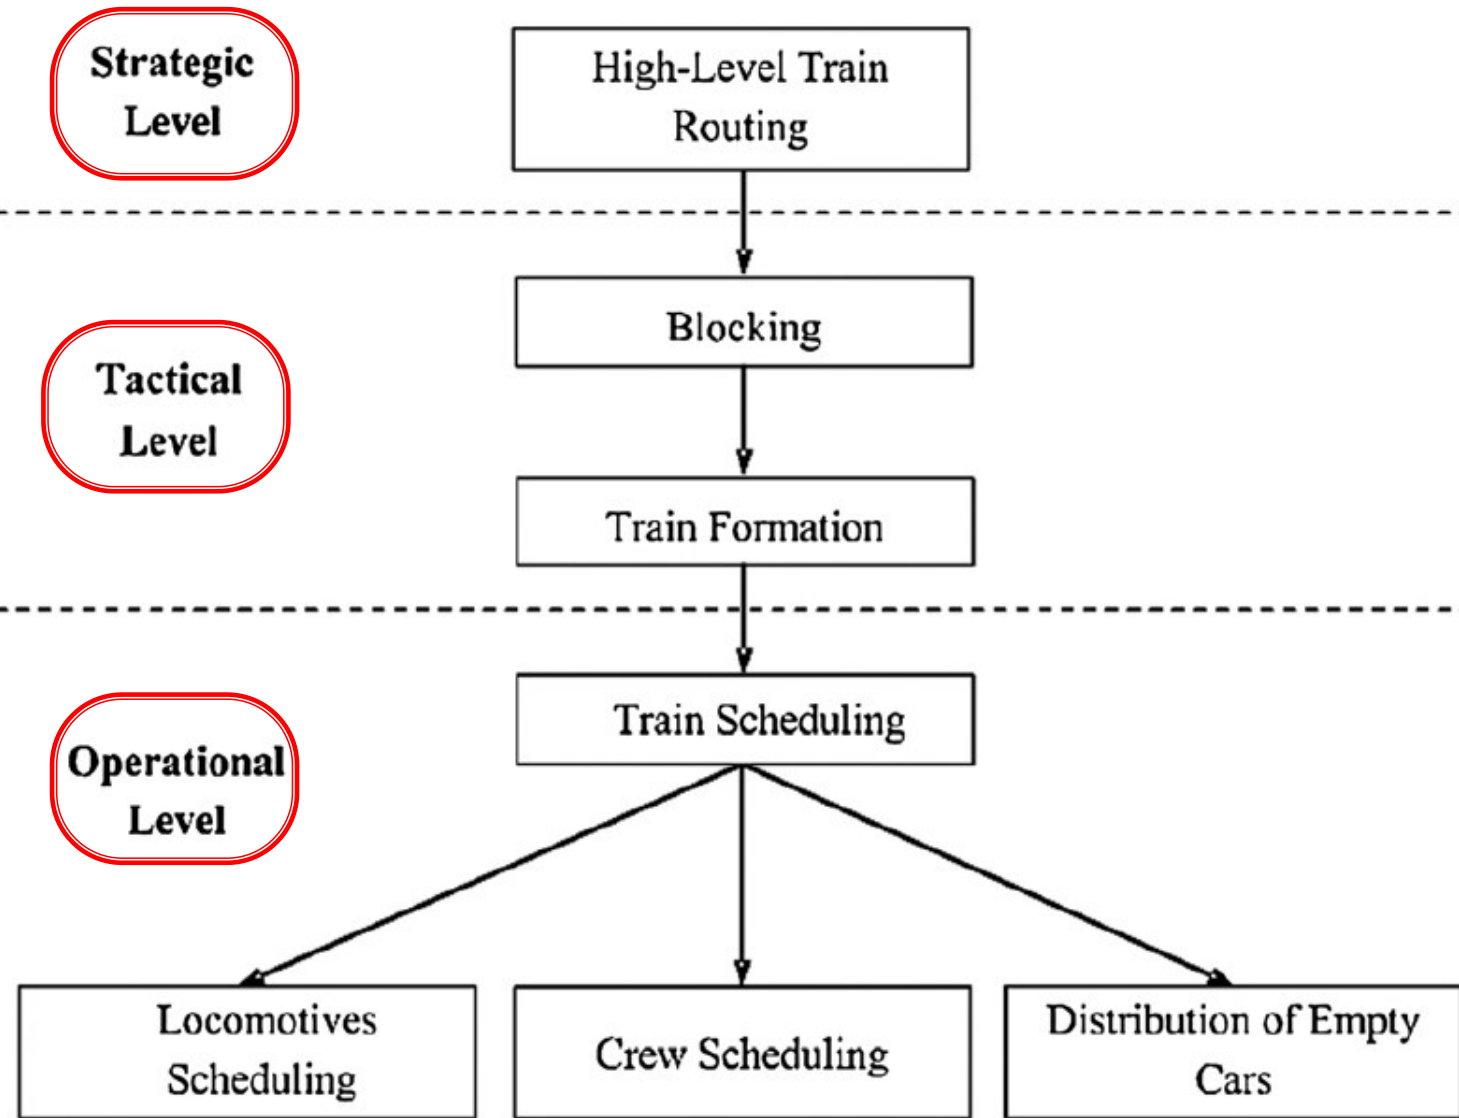 Strategic
Level
High-Level Train
Routing
Blocking
Tactical
Level
Train Formation
Train Scheduling
Operational
Level
Locomotives
Scheduling
Crew Scheduling
Distribution of Empty
Cars